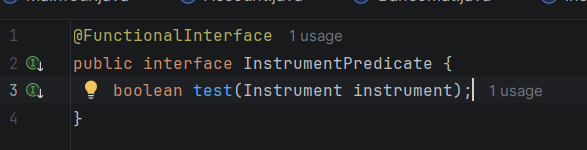 1 @FunctionalInterface 1 usage
2 public interface InstrumentPredicate {
3 boolean test(Instrument instrument); 1 usage
4 }